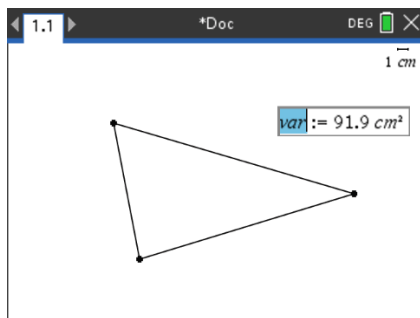 1.1 *Doc DEG
1 cm
var := 91.9 cm²